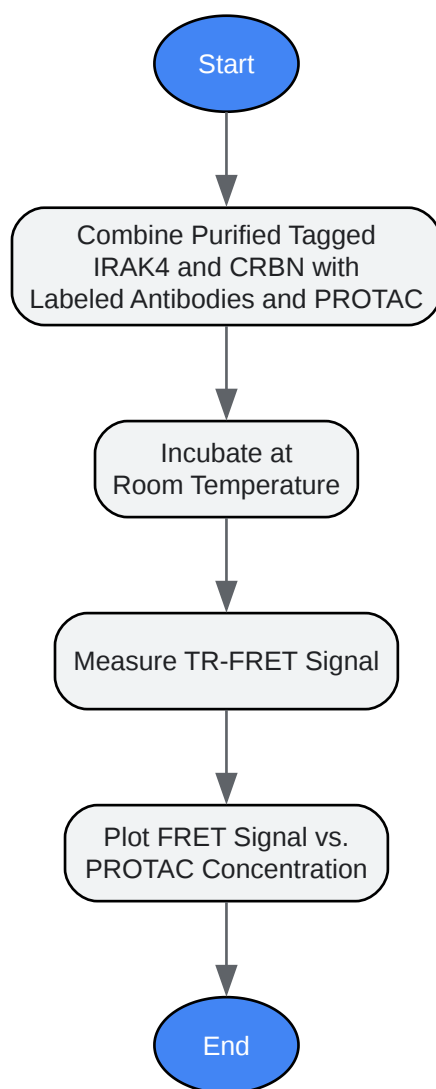 Start
Combine Purified Tagged
IRAK4 and CRBN with
Labeled Antibodies and PROTAC
Incubate at
Room Temperature
Measure TR-FRET Signal
Plot FRET Signal vs.
PROTAC Concentration
End